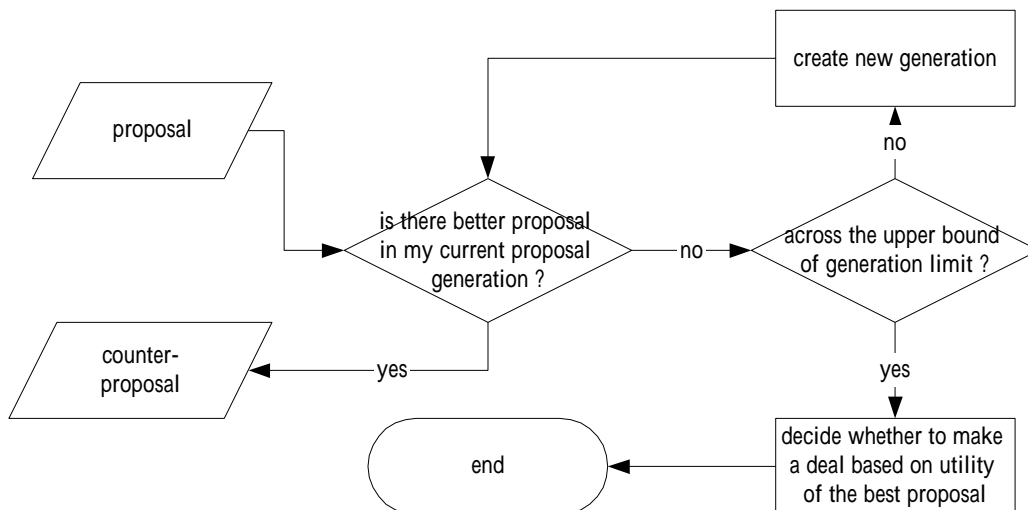 create new generation
proposal
no
is there better proposal
in my current proposal
generation ?
no
across the upper bound
of generation limit ?
counter-
proposal
yes
yes
end
decide whether to make
a deal based on utility
of the best proposal